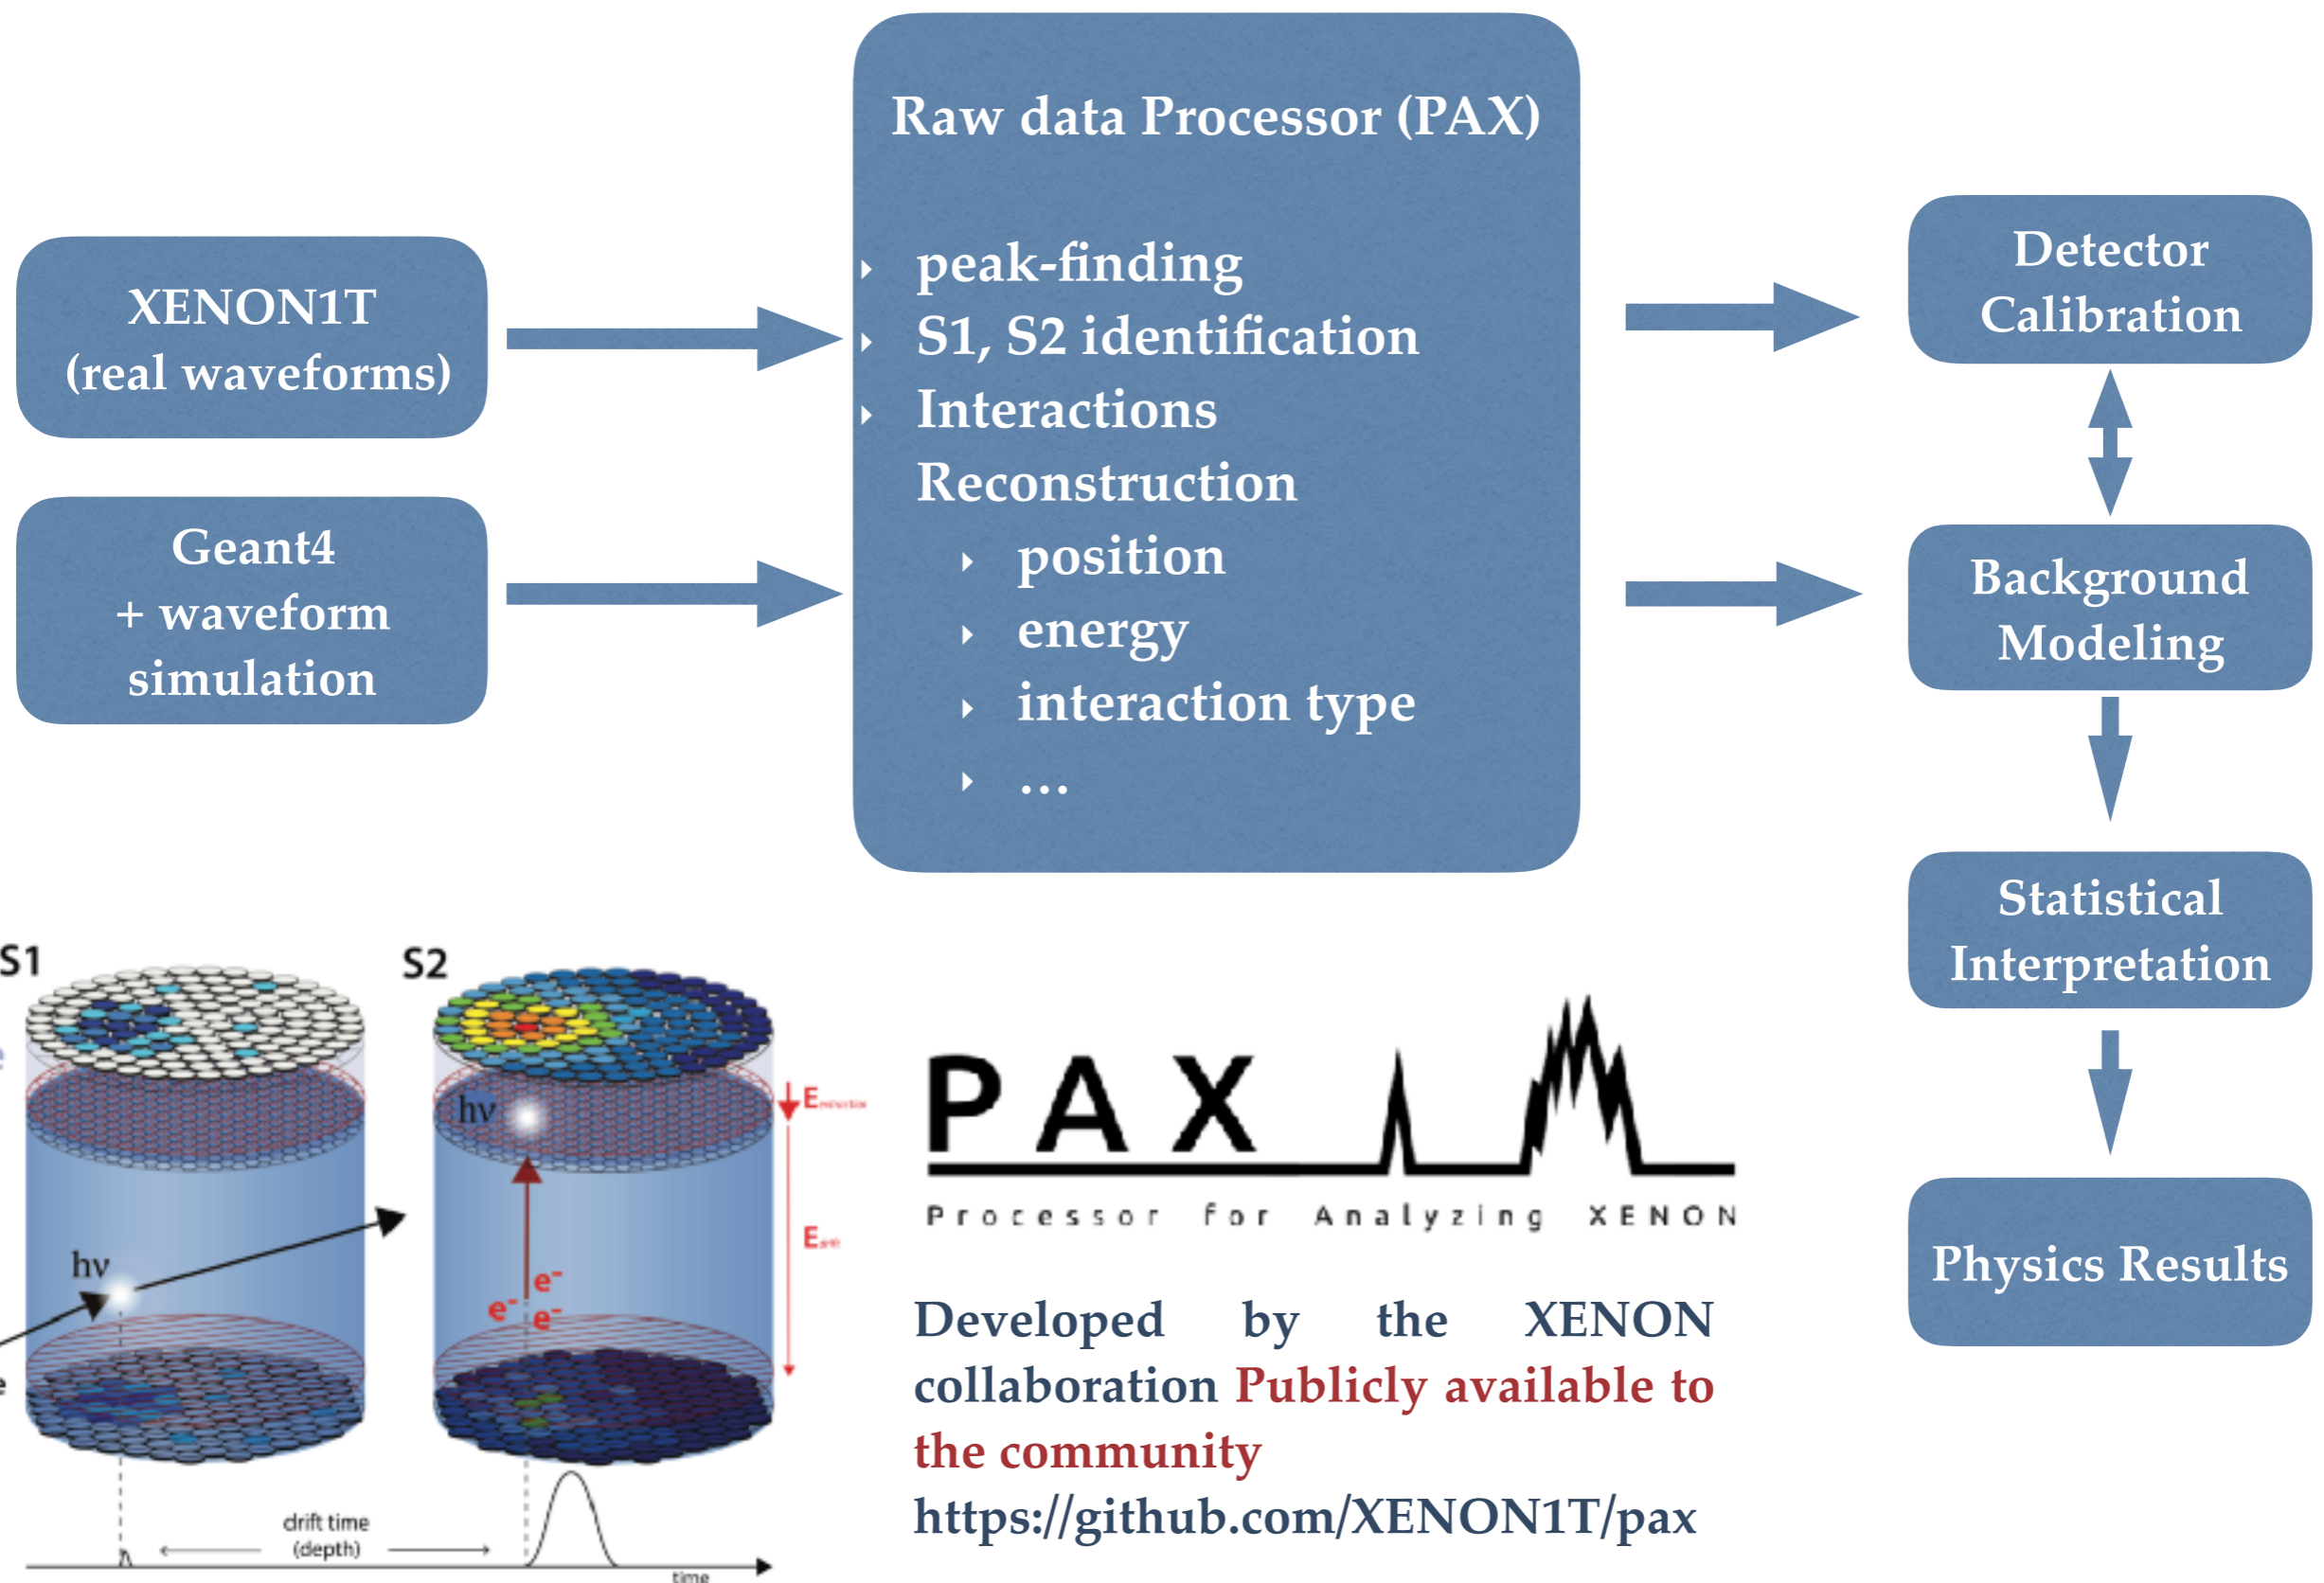 Raw data Processor (PAX)
peak-finding
S1, S2 identification
Interactions
Reconstruction
position
energy
interaction type
...
XENON1T
(real waveforms)
Geant4
+ waveform
simulation
Detector
Calibration
Background
Modeling
Statistical
Interpretation
Physics Results
S1
S2
hν
hν
e-
e-
e-
E
E
drift time
(depth)
time
PAX
Processor for Analyzing XENON
Developed by the XENON
collaboration Publicly available to
the community
https://github.com/XENON1T/pax